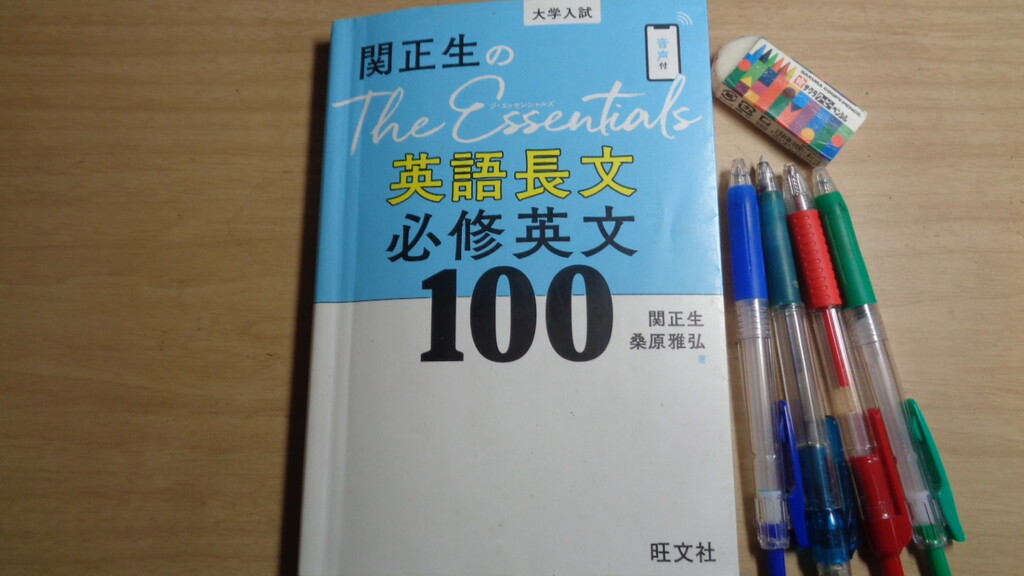 大学入試
関正生の
音声付
The Essentials
ジ・エッセンシャルズ
英語長文
必修英文
100
関正生
桑原雅弘
著
旺文社